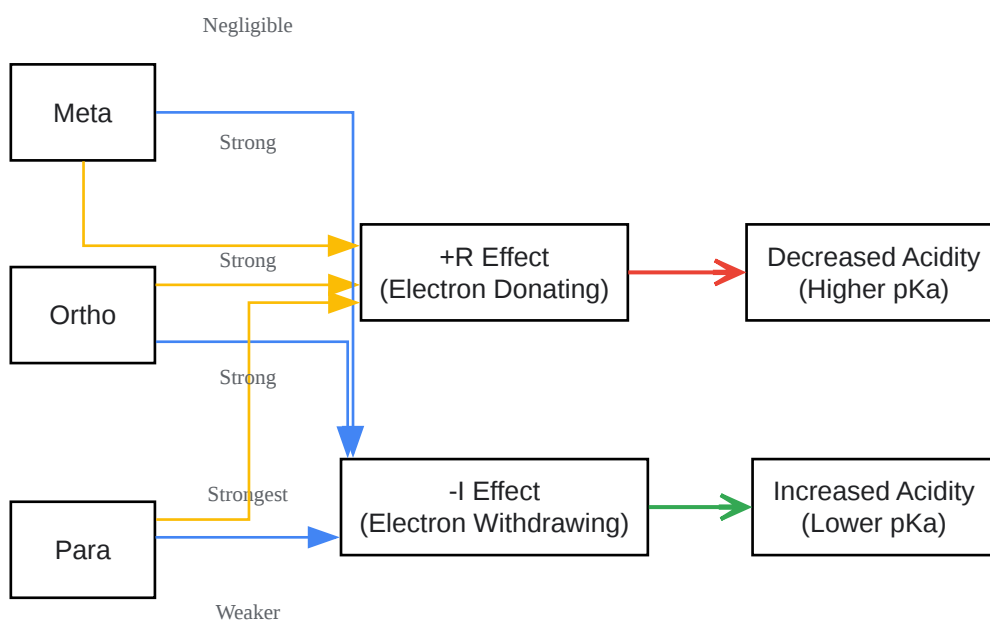 Negligible
Meta
Strong
+R Effect
(Electron Donating)
Decreased Acidity
(Higher pKa)
Strong
Ortho
Strong
-I Effect
(Electron Withdrawing)
Increased Acidity
(Lower pKa)
Strongest
Para
Weaker